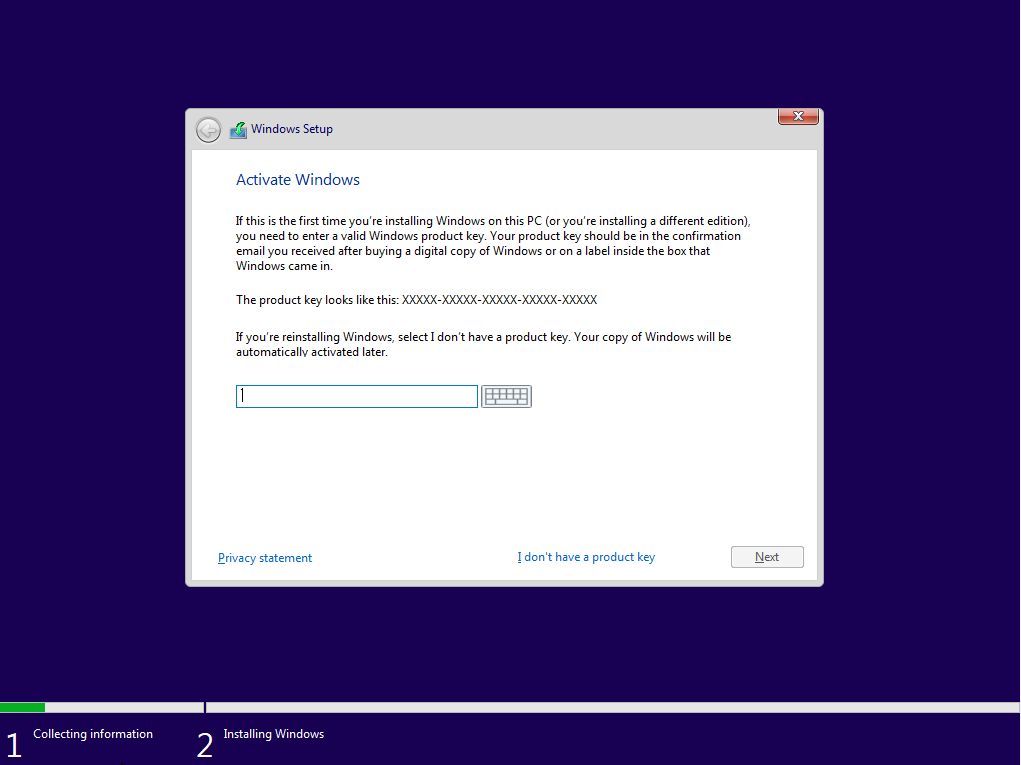 Windows Setup
Activate Windows
If this is the first time you're installing Windows on this PC (or you're installing a different edition),
you need to enter a valid Windows product key. Your product key should be in the confirmation
email you received after buying a digital copy of Windows or on a label inside the box that
Windows came in.
The product key looks like this: XXXXX-XXXXX-XXXXX-XXXXX-XXXXX
If you're reinstalling Windows, select I don't have a product key. Your copy of Windows will be
automatically activated later.
Privacy statement
I don't have a product key
Next
1 Collecting information
2 Installing Windows